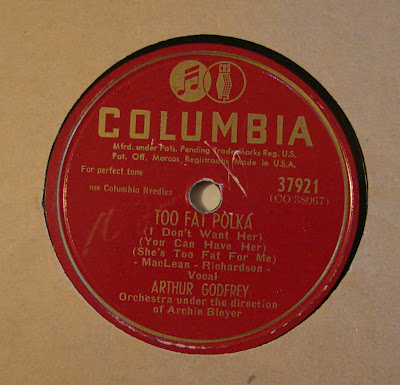 CBS
COLUMBIA
Mfrd. under Pats. Pending Trade Marks Reg. U.S.
Pat. Off. Marcas Registradas Made in U.S.A.
For perfect tone
use Columbia Needles
37921
(CO 38067)
TOO FAT POLKA
(I Don't Want Her)
(You Can Have Her)
(She's Too Fat For Me)
- MacLean - Richardson -
Vocal
ARTHUR GODFREY
Orchestra under the direction
of Archie Bleyer